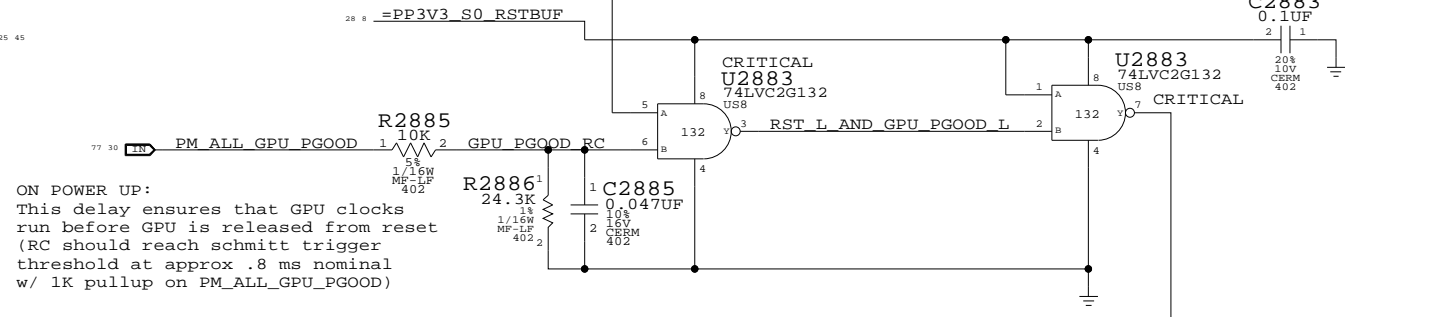 28 8 =PP3V3_S0_RSTBUF
25 45
C2883
0.1UF
2 1
20%
10V
CERM
402
CRITICAL
U2883
74LVC2G132
US8
8
5 A
132
Y 3
6 B
4
RST_L_AND_GPU_PGOOD_L
U2883
74LVC2G132
US8
8
CRITICAL
1 A
132
Y 7
2 B
4
77 30 IN PM_ALL_GPU_PGOOD
R2885
10K
1 2
5%
1/16W
MF-LF
402
GPU_PGOOD_RC
R2886
24.3K
1
1%
1/16W
MF-LF
402
2
C2885
0.047UF
1
10%
16V
CERM
402
2
ON POWER UP:
This delay ensures that GPU clocks
run before GPU is released from reset
(RC should reach schmitt trigger
threshold at approx .8 ms nominal
w/ 1K pullup on PM_ALL_GPU_PGOOD)